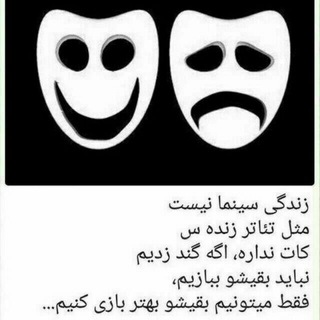 زندگی سینما نیست
مثل تئاتر زنده س
کات نداره، اگه گند زدیم
نباید بقیشو ببازیم،
فقط میتونیم بقیشو بهتر بازی کنیم...